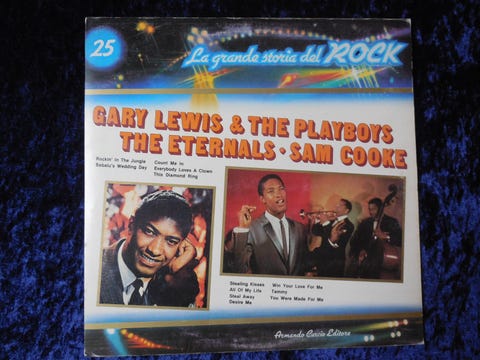 25
La grande storia del ROCK
GARY LEWIS & THE PLAYBOYS
THE ETERNALS · SAM COOKE
Rockin' In The Jungle
Babalu's Wedding Day
Count Me In
Everybody Loves A Clown
This Diamond Ring
Stealing Kisses
All Of My Life
Steal Away
Desire Me
Win Your Love For Me
Tammy
You Were Made For Me
Armando Curcio Editore